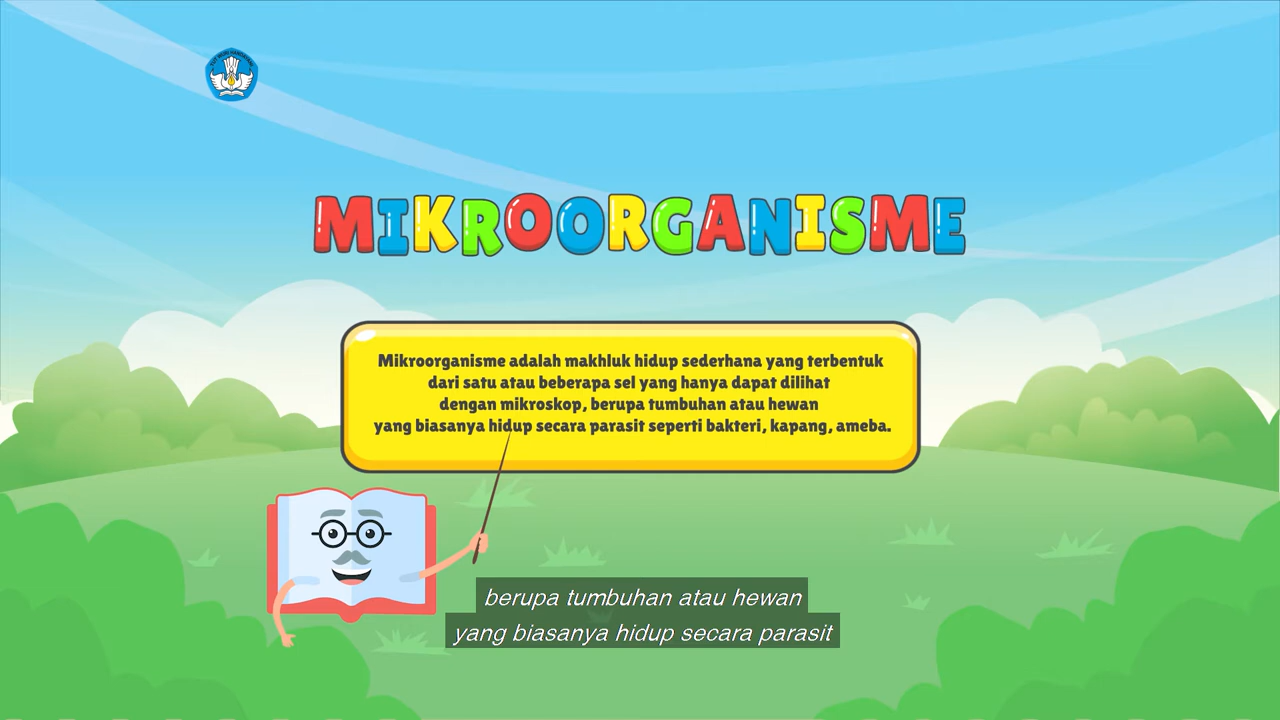 MIKROORGANISME
Mikroorganisme adalah makhluk hidup sederhana yang terbentuk
dari satu atau beberapa sel yang hanya dapat dilihat
dengan mikroskop, berupa tumbuhan atau hewan
yang biasanya hidup secara parasit seperti bakteri, kapang, ameba.
berupa tumbuhan atau hewan
yang biasanya hidup secara parasit